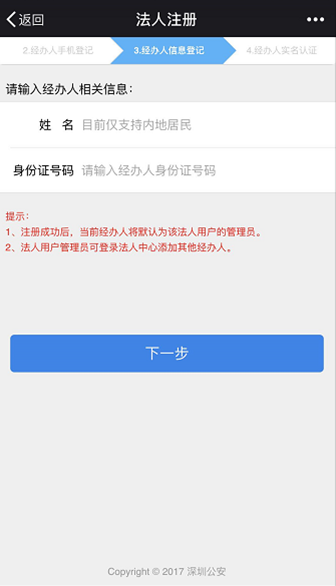 返回 法人注册
2.经办人手机登记 3.经办人信息登记 4.经办人实名认证
请输入经办人相关信息：
姓 名 目前仅支持内地居民
身份证号码 请输入经办人身份证号码
提示：
1、注册成功后，当前经办人将默认为该法人用户的管理员。
2、法人用户管理员可登录法人中心添加其他经办人。
下一步
Copyright © 2017 深圳公安